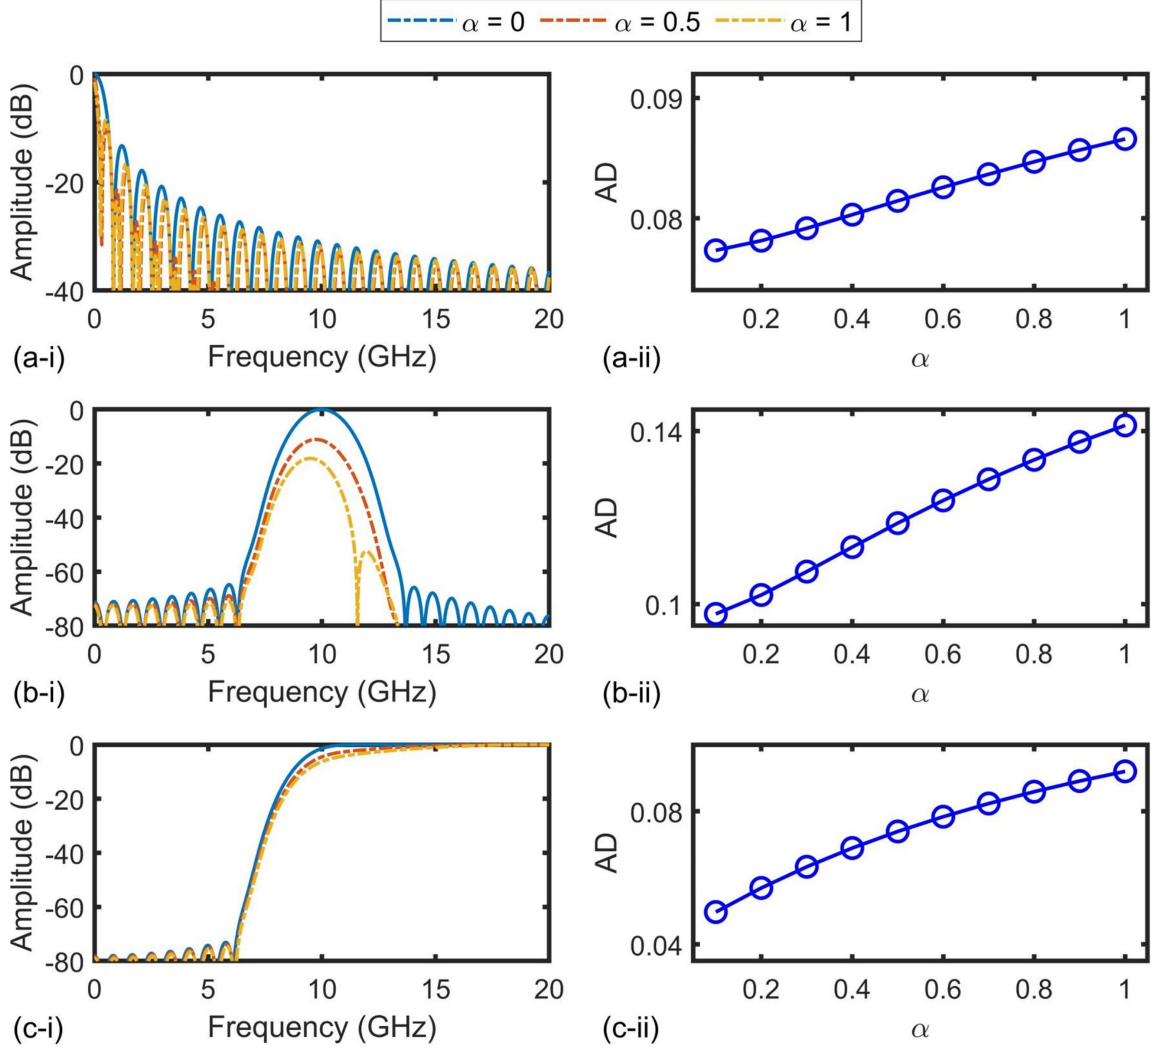 α = 0 α = 0.5 α = 1
Amplitude (dB)
0
-20
-40
0 5 10 15 20
Frequency (GHz)
(a-i)
AD
0.09
0.08
0.2 0.4 0.6 0.8 1
α
(a-ii)
Amplitude (dB)
0
-20
-40
-60
-80
0 5 10 15 20
Frequency (GHz)
(b-i)
AD
0.14
0.1
0.2 0.4 0.6 0.8 1
α
(b-ii)
Amplitude (dB)
0
-20
-40
-60
-80
0 5 10 15 20
Frequency (GHz)
(c-i)
AD
0.08
0.04
0.2 0.4 0.6 0.8 1
α
(c-ii)